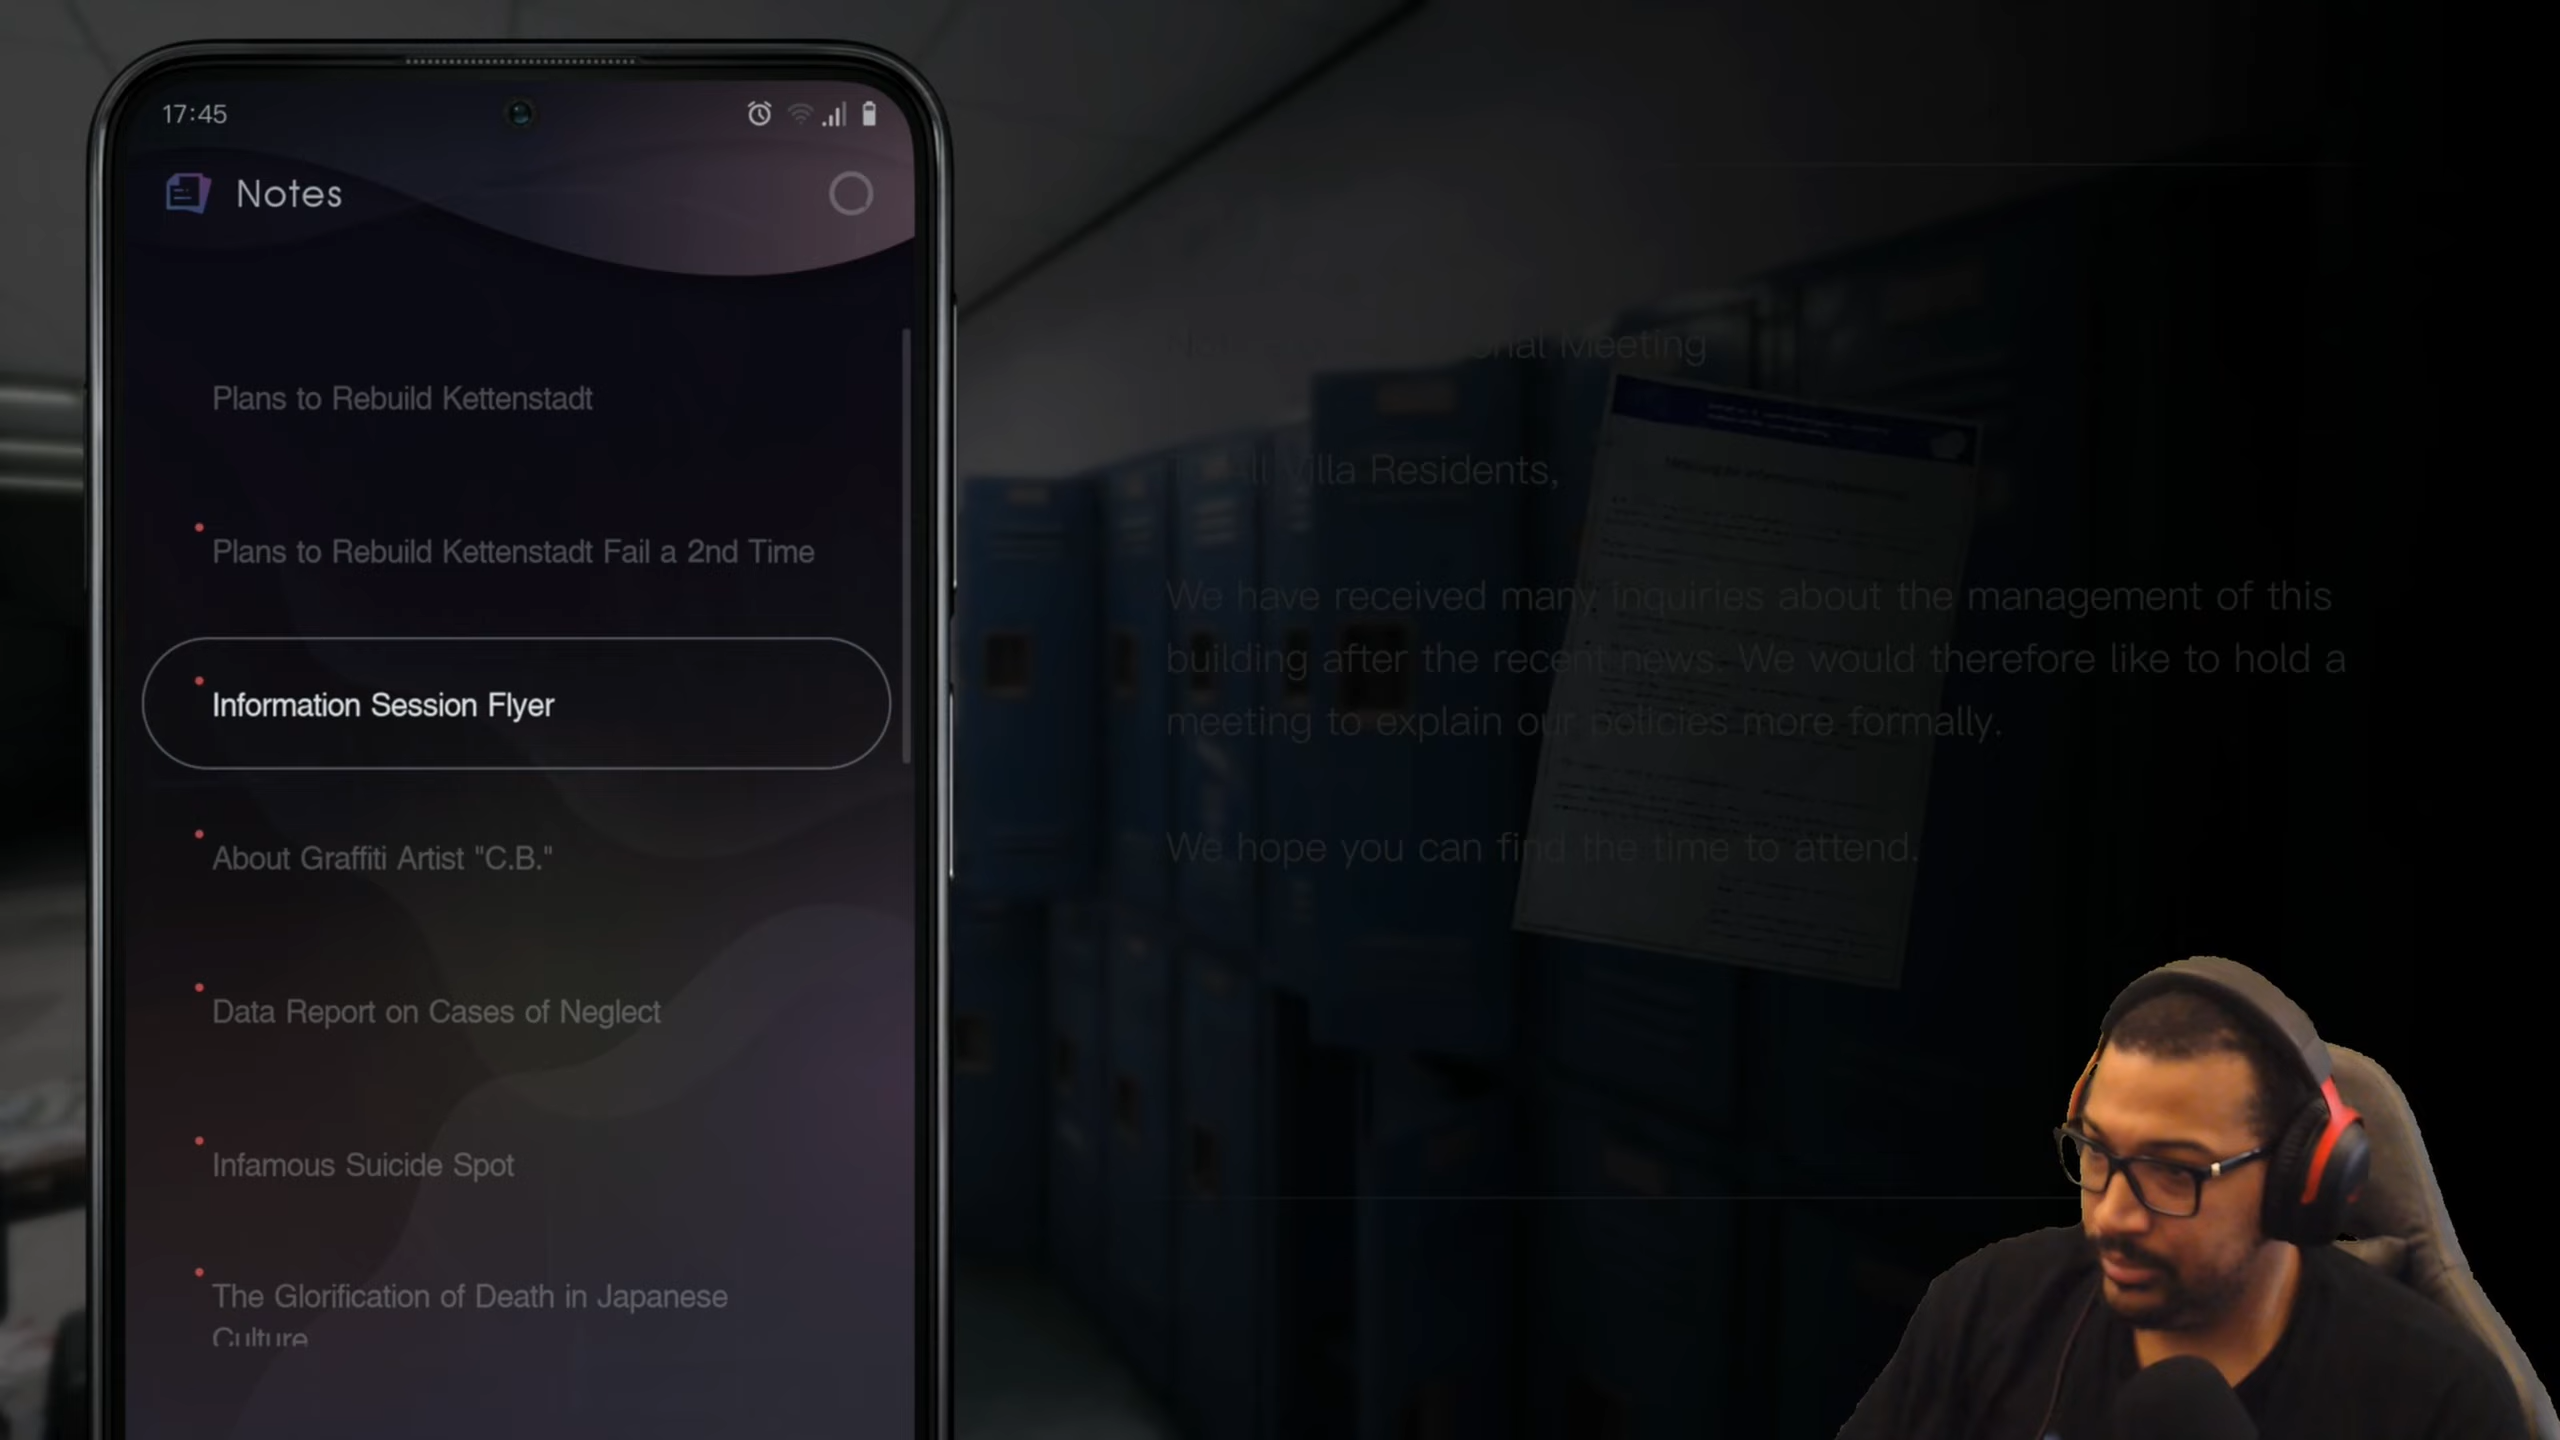 17:45
Notes
Plans to Rebuild Kettenstadt
Plans to Rebuild Kettenstadt Fail a 2nd Time
Information Session Flyer
About Graffiti Artist "C.B."
Data Report on Cases of Neglect
Infamous Suicide Spot
The Glorification of Death in Japanese
Culture
Meeting
Villa Residents,
We have received many inquiries about the management of this
building after the recent news. We would therefore like to hold a
meeting to explain our policies more formally.
We hope you can find the time to attend.